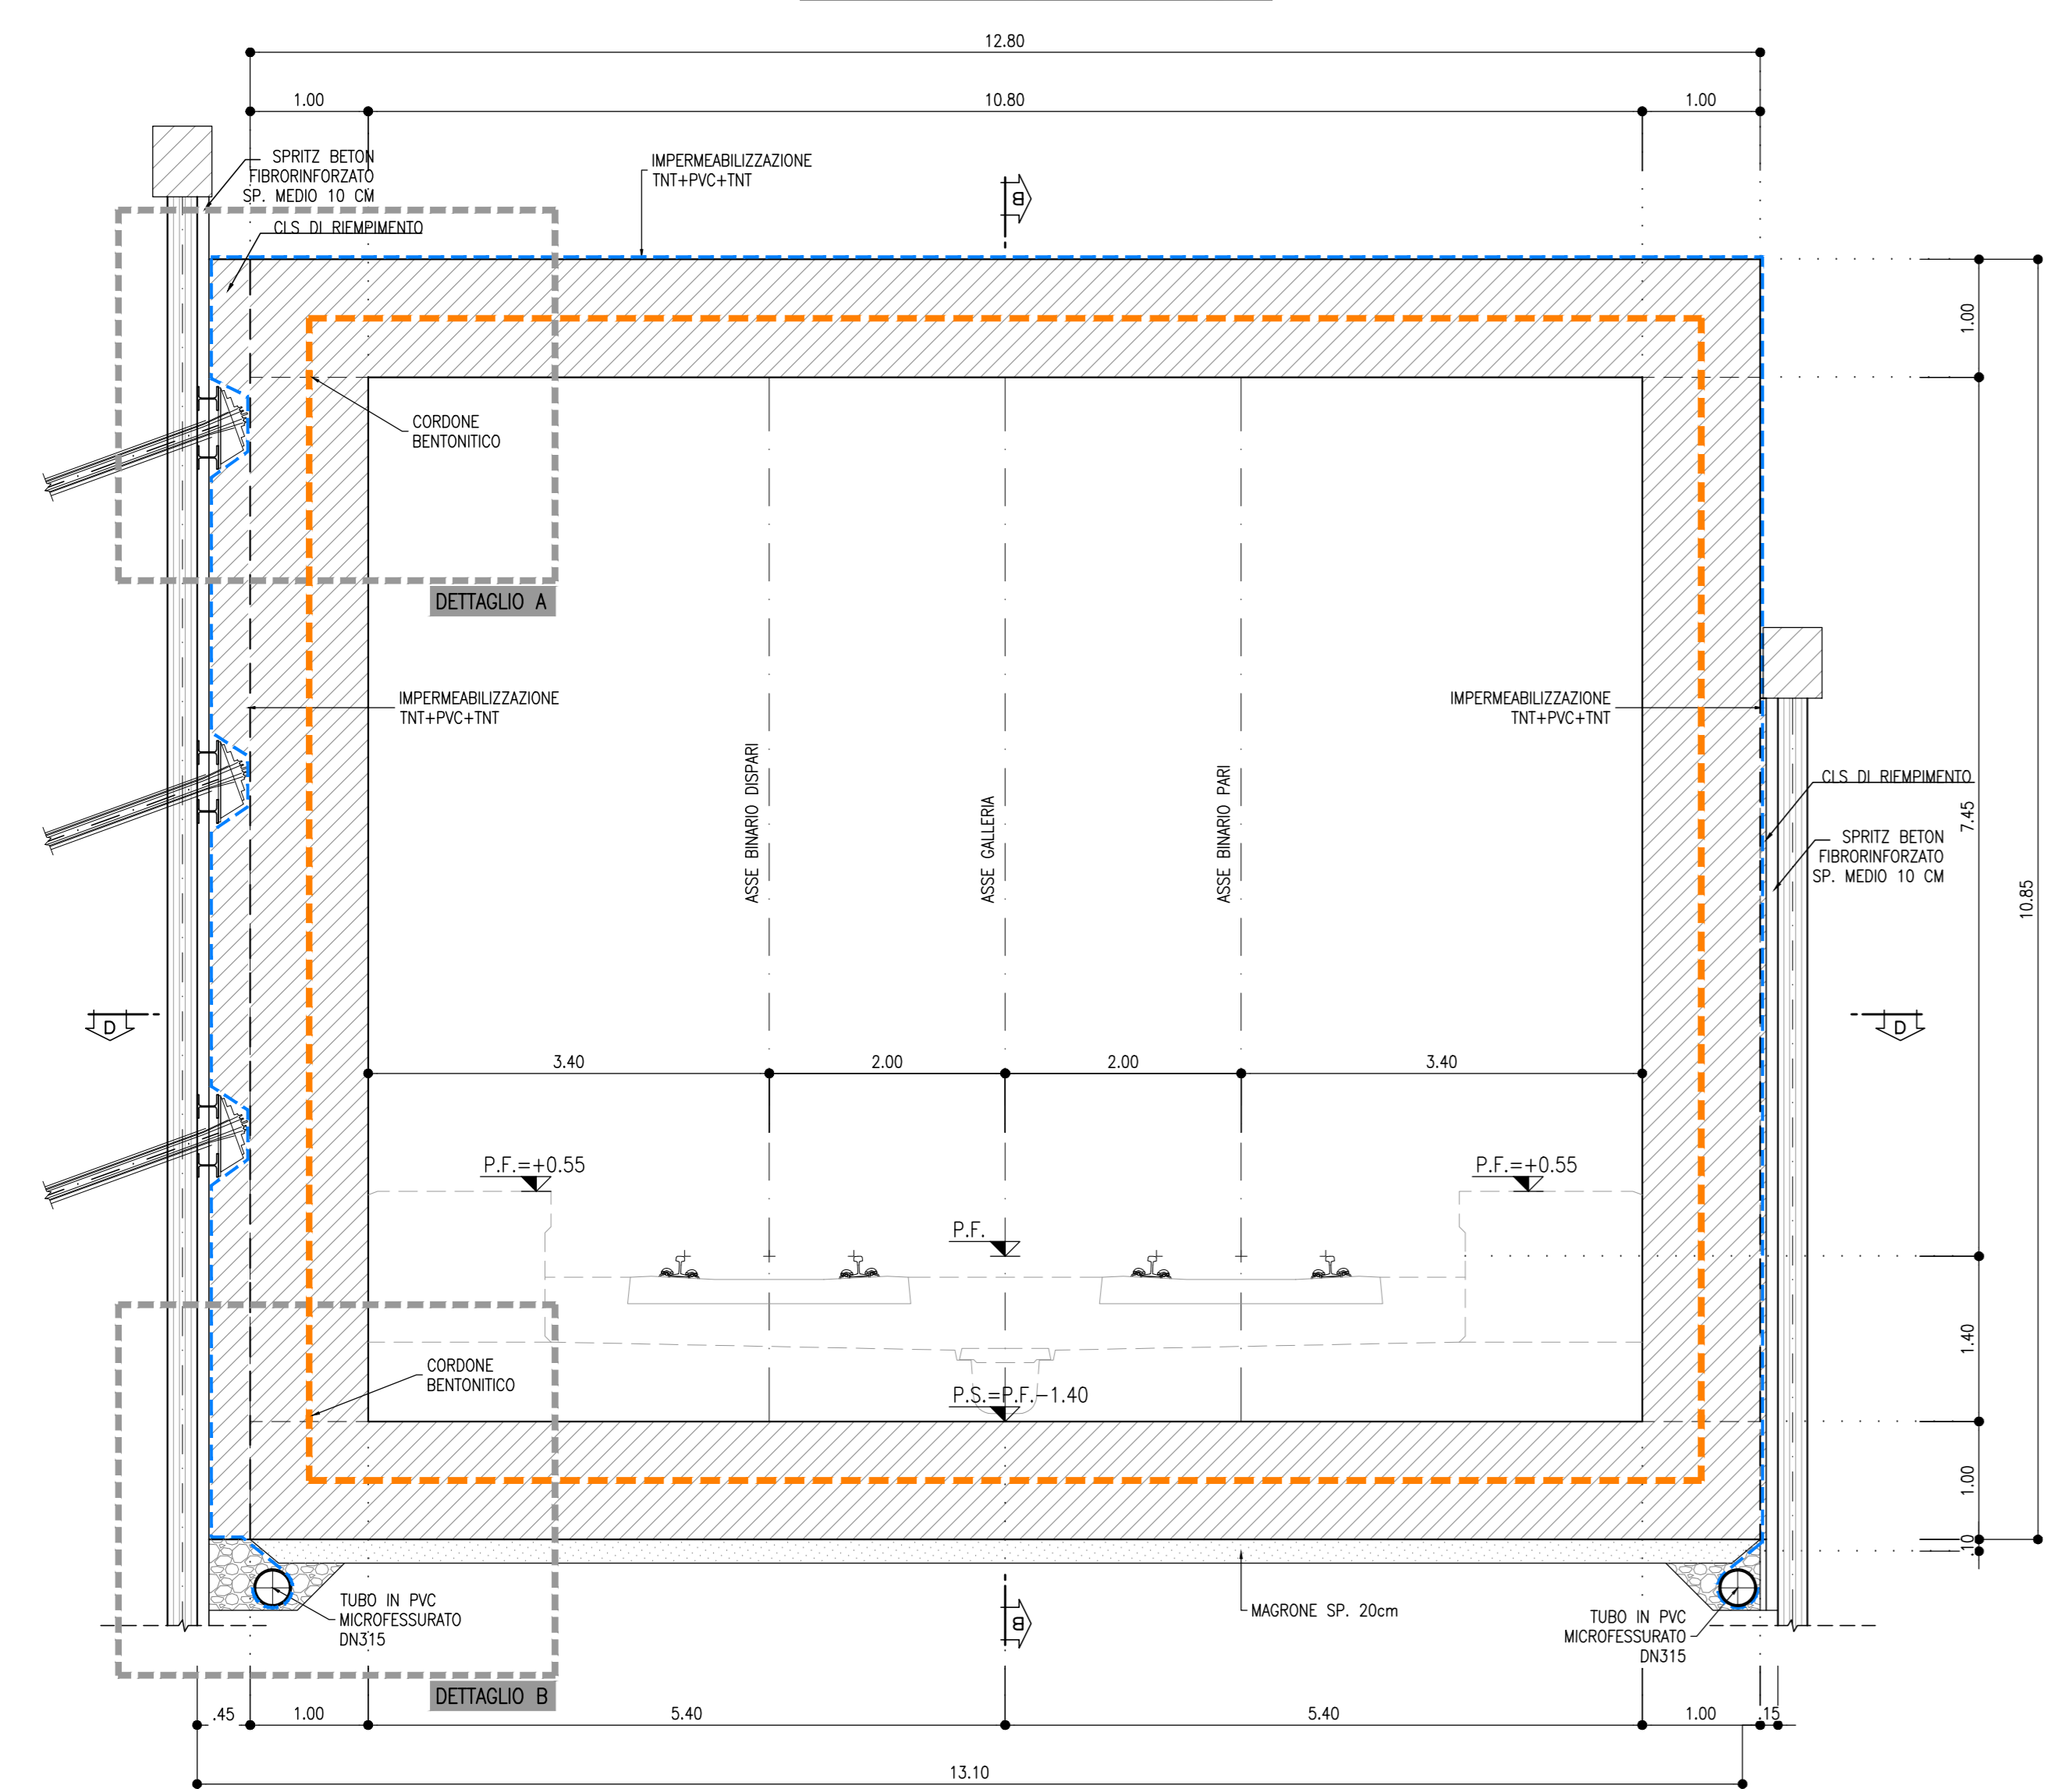 12.80
1.00
10.80
1.00
SPRITZ BETON
FIBRORINFORZATO
SP. MEDIO 10 CM
IMPERMEABILIZZAZIONE
TNT+PVC+TNT
B
CLS DI RIEMPIMENTO
1.00
CORDONE
BENTONITICO
DETTAGLIO A
IMPERMEABILIZZAZIONE
TNT+PVC+TNT
IMPERMEABILIZZAZIONE
TNT+PVC+TNT
ASSE BINARIO DISPARI
ASSE GALLERIA
ASSE BINARIO PARI
CLS DI RIEMPIMENTO
7.45
SPRITZ BETON
FIBRORINFORZATO
SP. MEDIO 10 CM
10.85
D
D
3.40
2.00
2.00
3.40
P.F.=+0.55
P.F.=+0.55
P.F.
1.40
CORDONE
BENTONITICO
P.S.=P.F.-1.40
1.00
.10
TUBO IN PVC
MICROFESSURATO
DN315
B
MAGRONE SP. 20cm
TUBO IN PVC
MICROFESSURATO
DN315
DETTAGLIO B
.45
1.00
5.40
5.40
1.00
.15
13.10